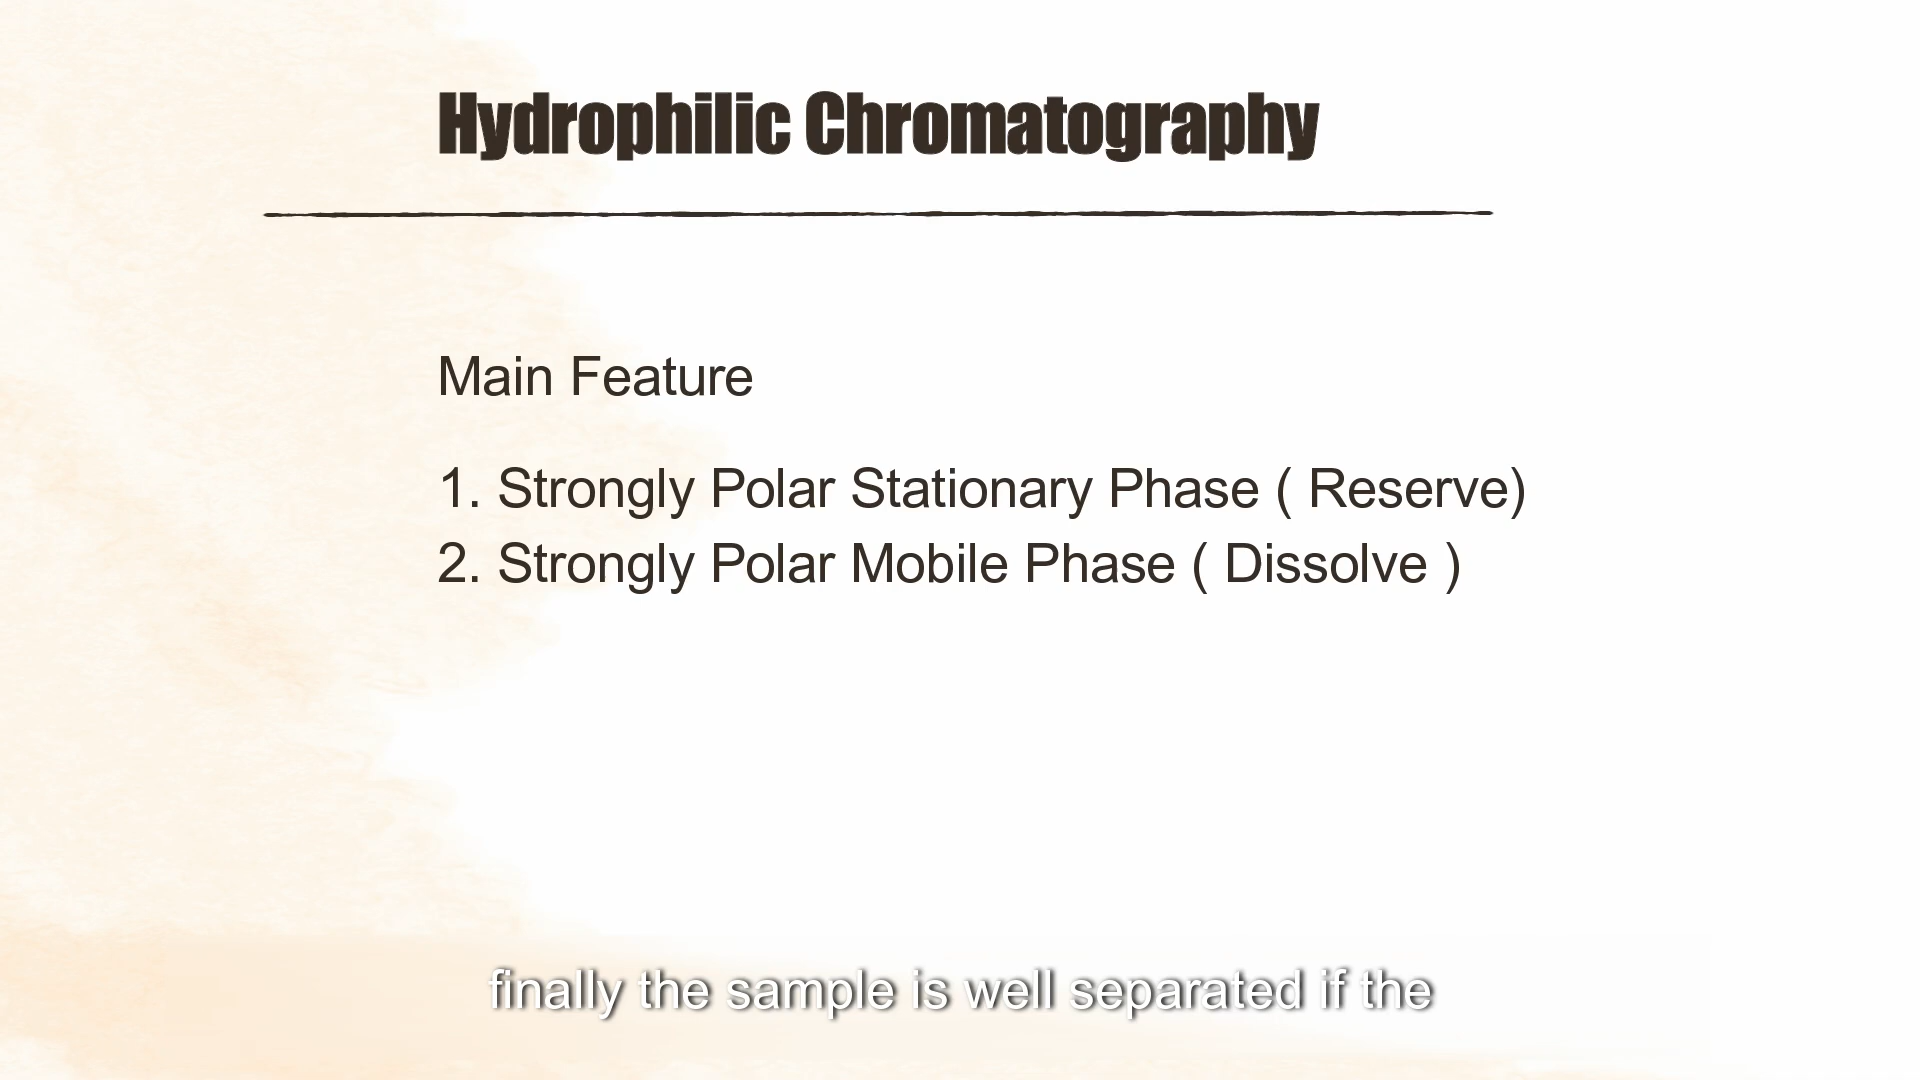 Hydrophilic Chromatography
Main Feature
1. Strongly Polar Stationary Phase ( Reserve)
2. Strongly Polar Mobile Phase ( Dissolve )
finally the sample is well separated if the